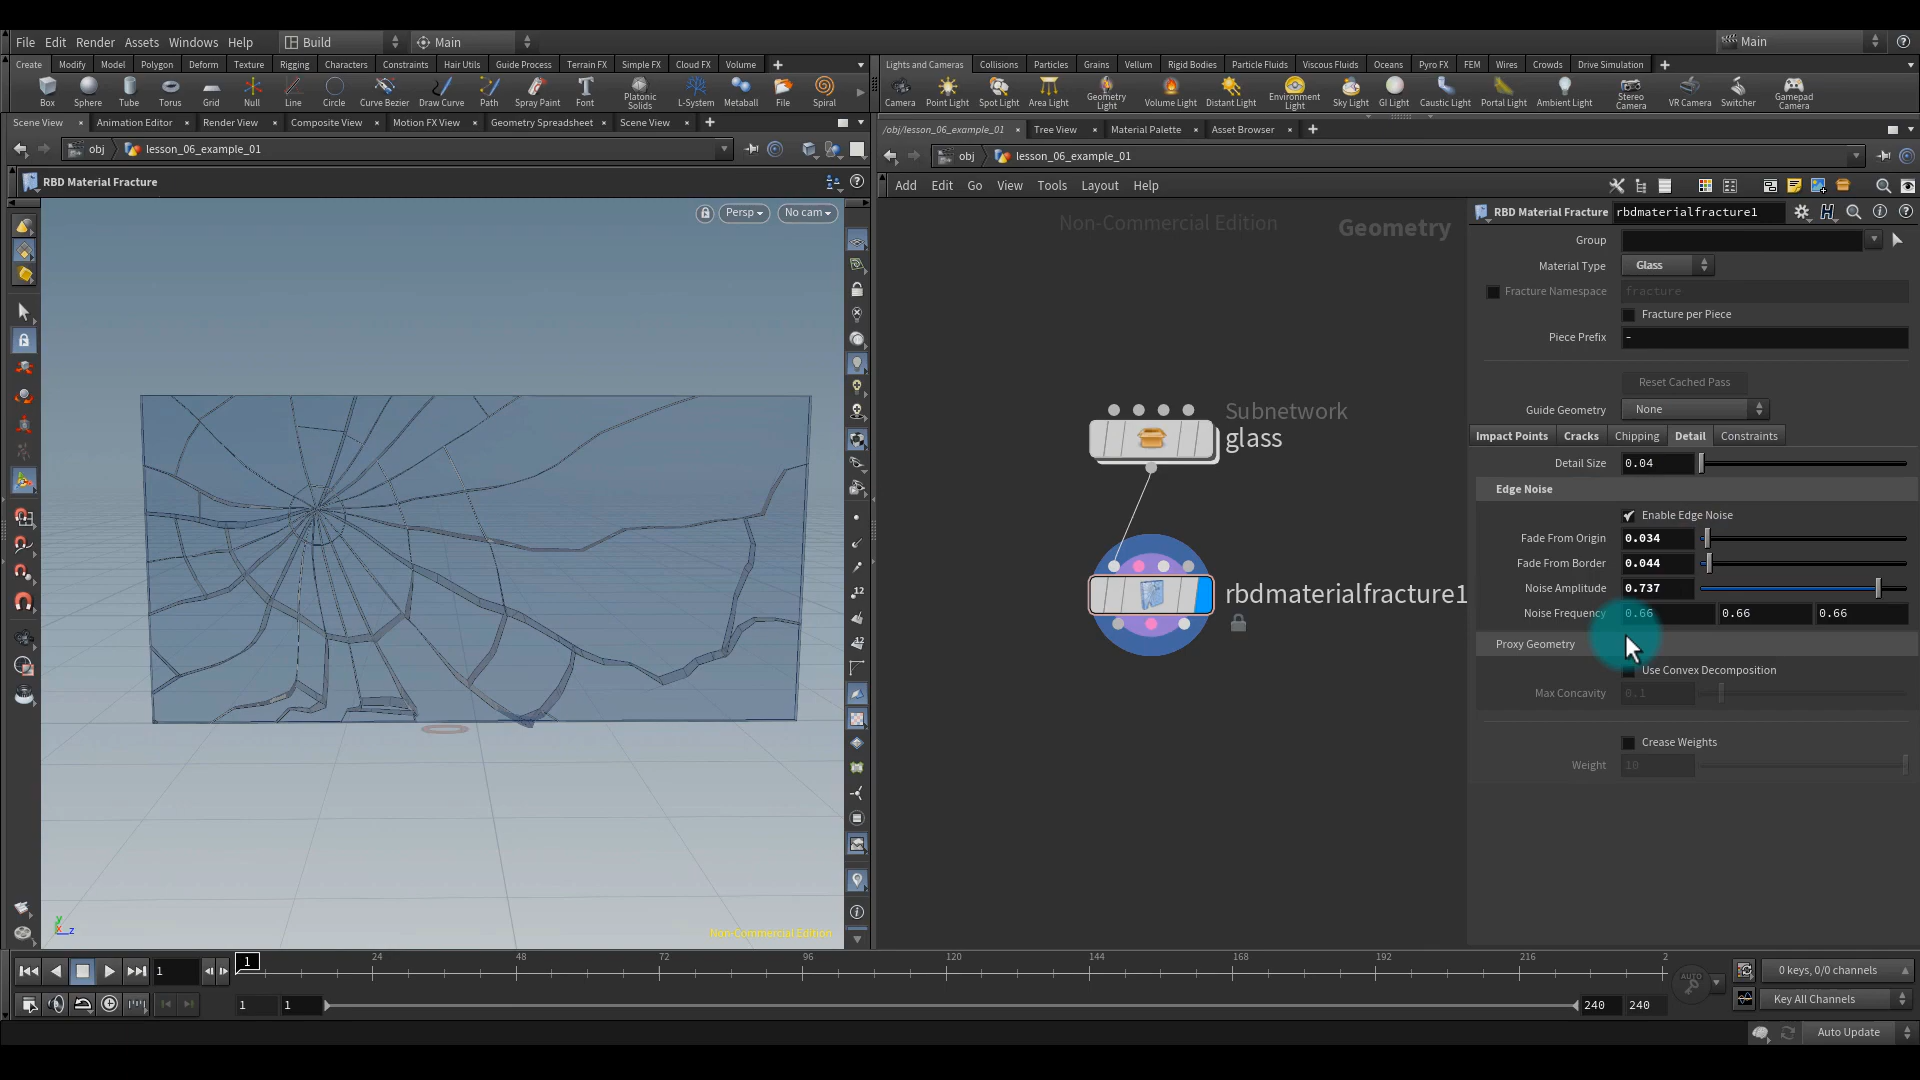 File Edit Render Assets Windows Help Build Main Main
Create Modify Model Polygon Deform Texture Rigging Characters Constraints Hair Utils Guide Process Terrain FX Simple FX Cloud FX Volume
Lights and Cameras Collisions Particles Grains Vellum Rigid Bodies Particle Fluids Viscous Fluids Oceans Pyro FX FEM Wires Crowds Drive Simulation
Box Sphere Tube Torus Grid Null Line Circle Curve Bezier Draw Curve Path Spray Paint Font Platonic Solids L-System Metaball File Spiral
Camera Point Light Spot Light Area Light Geometry Light Volume Light Distant Light Environment Light Sky Light GI Light Caustic Light Portal Light Ambient Light Stereo Camera VR Camera Switcher Gamepad Camera
Scene View Animation Editor Render View Composite View Motion FX View Geometry Spreadsheet Scene View
/obj/lesson_06_example_01 Tree View Material Palette Asset Browser
obj lesson_06_example_01
obj lesson_06_example_01
RBD Material Fracture
Add Edit Go View Tools Layout Help
Persp No cam
Non-Commercial Edition Geometry
Subnetwork
glass
rbdmaterialfracture1
RBD Material Fracture rbdmaterialfracture1
Group
Material Type Glass
Fracture Namespace fracture
Fracture per Piece
Piece Prefix -
Reset Cached Pass
Guide Geometry None
Impact Points Cracks Chipping Detail Constraints
Detail Size 0.04
Edge Noise
Enable Edge Noise
Fade From Origin 0.034
Fade From Border 0.044
Noise Amplitude 0.737
Noise Frequency 0.66 0.66 0.66
Proxy Geometry
Use Convex Decomposition
Max Concavity 0.1
Crease Weights
Weight 10
12
12
y
x z
Non-Commercial Edition
1 1 24 48 72 96 120 144 168 192 216 2
AUTO
0 keys, 0/0 channels
1 1 240 240
Key All Channels
Auto Update